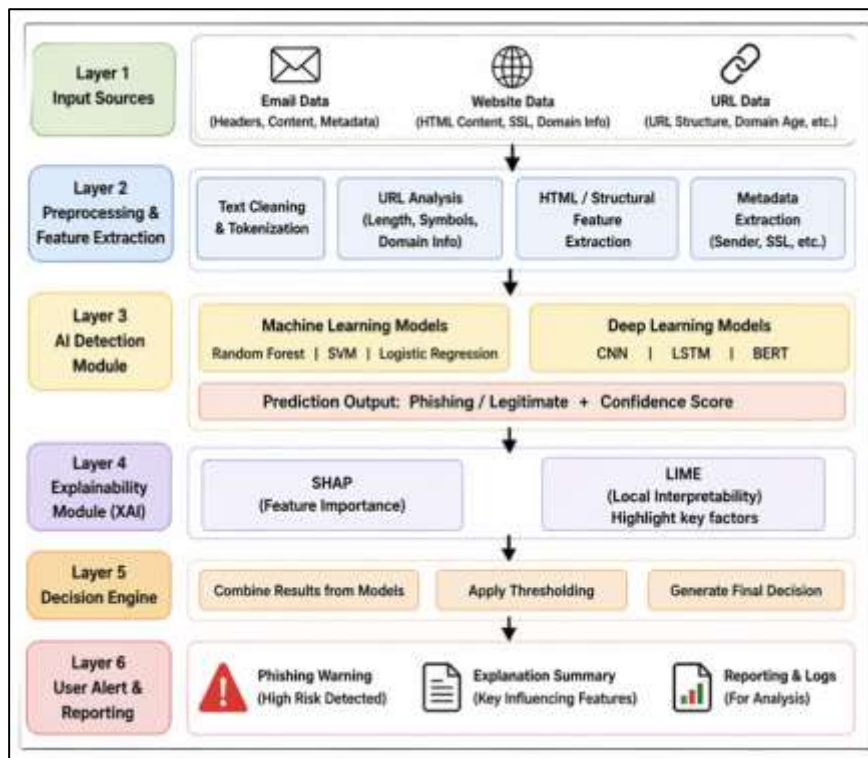 Layer 1
Input Sources
Email Data
(Headers, Content, Metadata)
Website Data
(HTML Content, SSL, Domain Info)
URL Data
(URL Structure, Domain Age, etc.)
Layer 2
Preprocessing &
Feature Extraction
Text Cleaning
& Tokenization
URL Analysis
(Length, Symbols,
Domain Info)
HTML / Structural
Feature
Extraction
Metadata
Extraction
(Sender, SSL, etc.)
Layer 3
AI Detection
Module
Machine Learning Models
Random Forest | SVM | Logistic Regression
Deep Learning Models
CNN | LSTM | BERT
Prediction Output: Phishing / Legitimate + Confidence Score
Layer 4
Explainability
Module (XAI)
SHAP
(Feature Importance)
LIME
(Local Interpretability)
Highlight key factors
Layer 5
Decision Engine
Combine Results from Models
Apply Thresholding
Generate Final Decision
Layer 6
User Alert &
Reporting
Phishing Warning
(High Risk Detected)
Explanation Summary
(Key Influencing Features)
Reporting & Logs
(For Analysis)